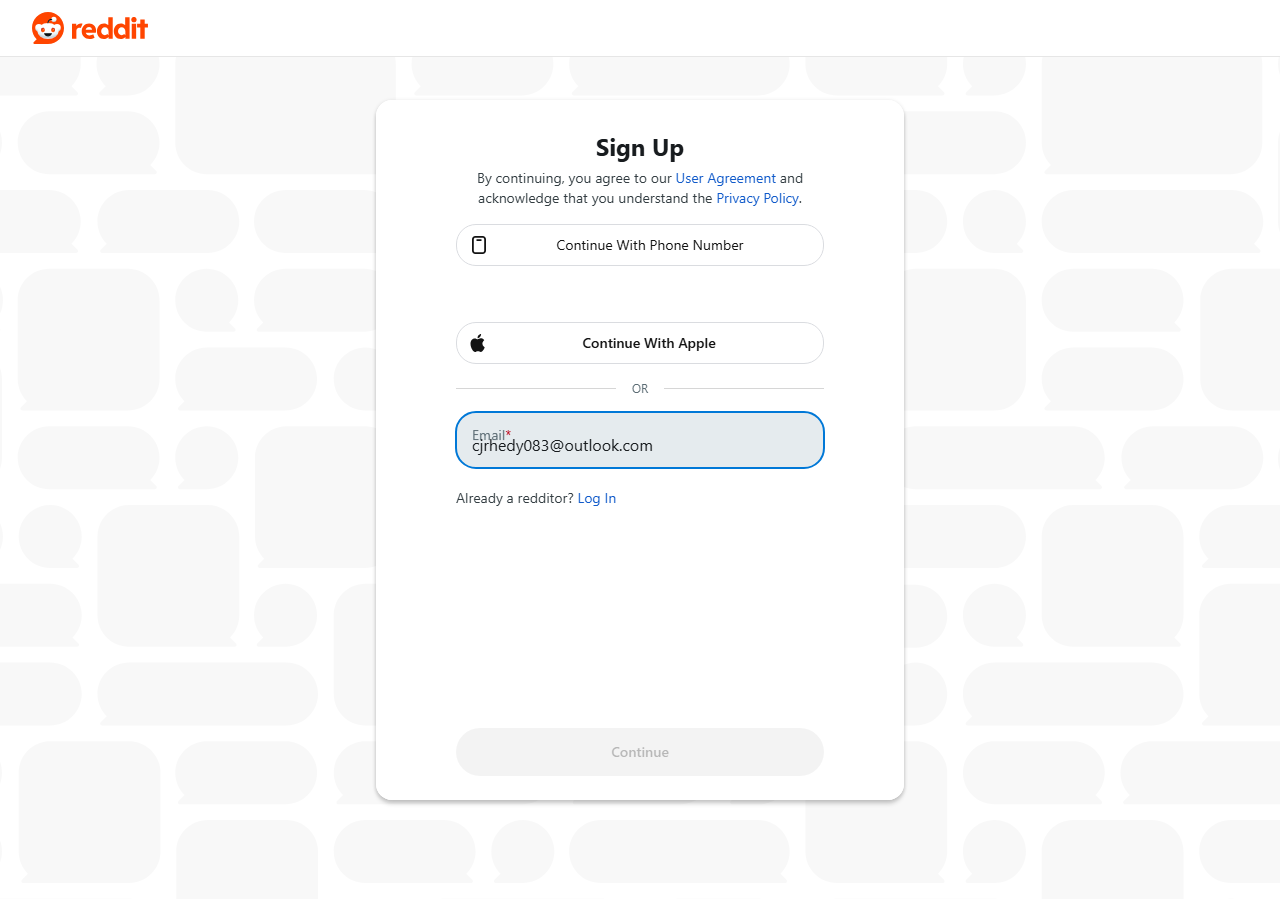 reddit
Sign Up
By continuing, you agree to our User Agreement and
acknowledge that you understand the Privacy Policy.
Continue With Phone Number
Continue With Apple
OR
Email*
cjrhedy083@outlook.com
Already a redditor? Log In
Continue